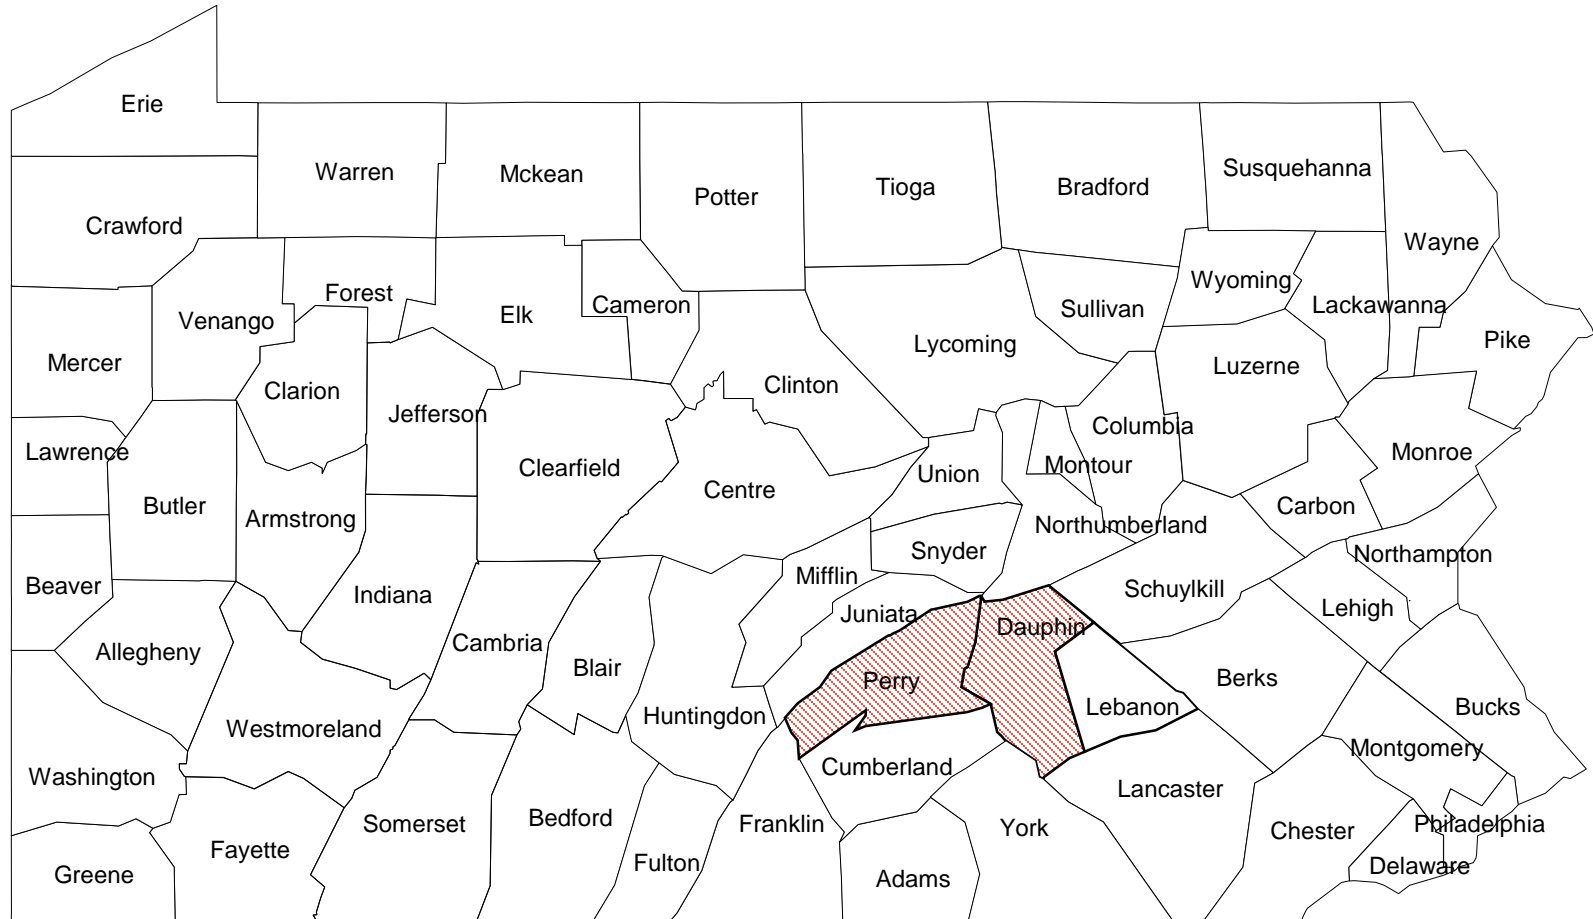 Erie
Warren
Mckean
Potter
Tioga
Bradford
Susquehanna
Crawford
Wayne
Forest
Venango
Elk
Cameron
Wyoming
Sullivan
Lackawanna
Pike
Mercer
Lycoming
Luzerne
Clarion
Clinton
Jefferson
Columbia
Lawrence
Monroe
Clearfield
Montour
Union
Centre
Butler
Carbon
Armstrong
Northumberland
Snyder
Northampton
Beaver
Mifflin
Schuylkill
Indiana
Lehigh
Juniata
Dauphin
Cambria
Allegheny
Blair
Perry
Berks
Lebanon
Bucks
Huntingdon
Westmoreland
Montgomery
Cumberland
Washington
Lancaster
Bedford
Somerset
Franklin
York
Chester
Philadelphia
Fayette
Fulton
Delaware
Greene
Adams